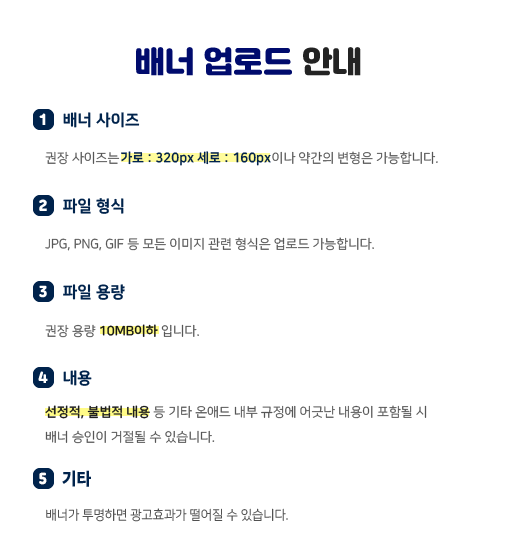 배너 업로드 안내
1 배너 사이즈
권장 사이즈는 가로 : 320px 세로 : 160px이나 약간의 변형은 가능합니다.
2 파일 형식
JPG, PNG, GIF 등 모든 이미지 관련 형식은 업로드 가능합니다.
3 파일 용량
권장 용량 10MB이하 입니다.
4 내용
선정적, 불법적 내용 등 기타 온애드 내부 규정에 어긋난 내용이 포함될 시
배너 승인이 거절될 수 있습니다.
5 기타
배너가 투명하면 광고효과가 떨어질 수 있습니다.